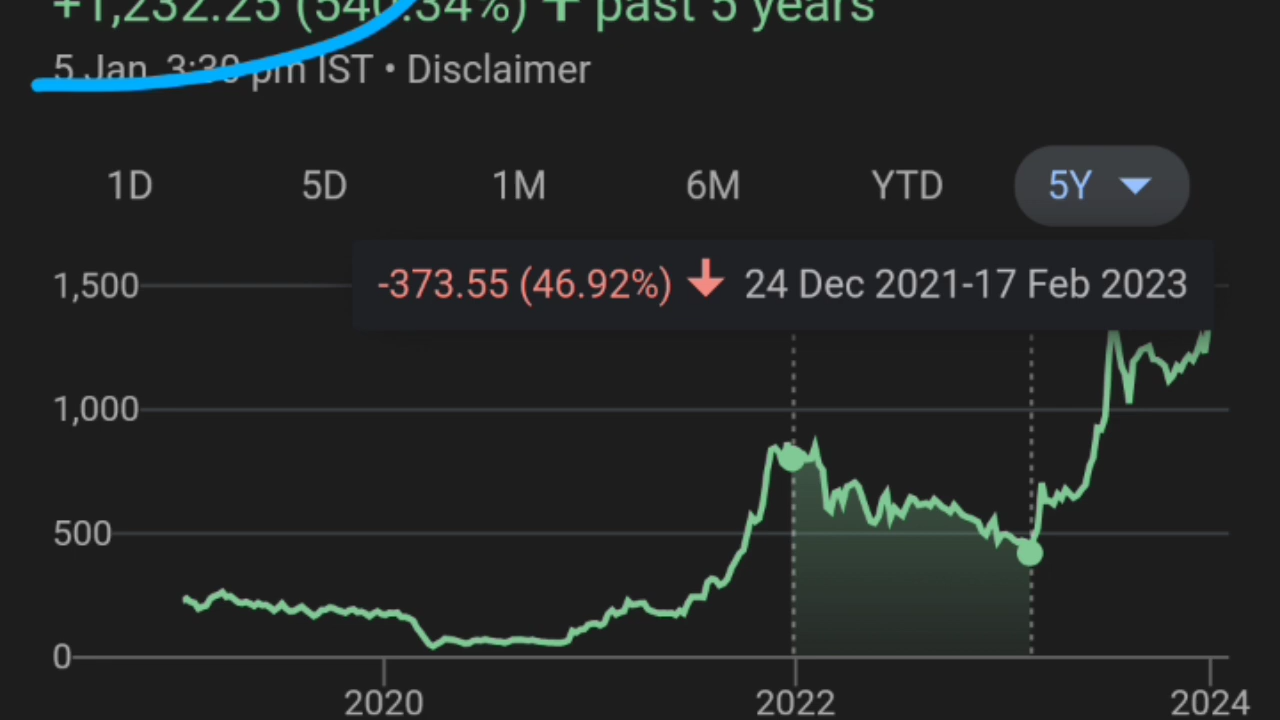 +1,232.25 (540.34%) past 5 years
5 Jan, 3:30 pm IST • Disclaimer
1D 5D 1M 6M YTD 5Y
-373.55 (46.92%) ↓ 24 Dec 2021-17 Feb 2023
1,500
1,000
500
0
2020 2022 2024